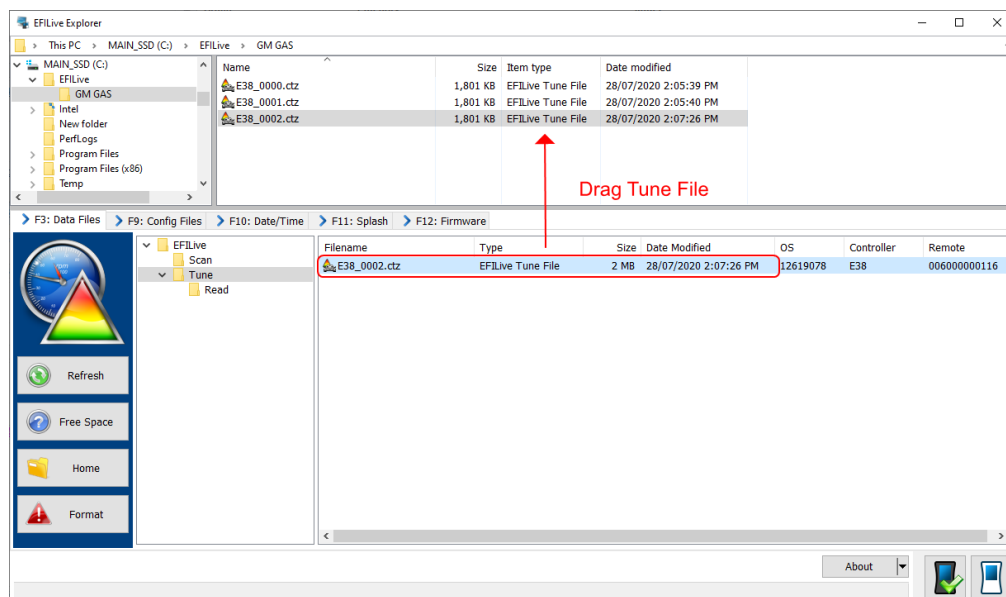 EFILive Explorer
> This PC > MAIN_SSD (C:) > EFILive > GM GAS
MAIN_SSD (C:)
EFILive
GM GAS
Intel
New folder
PerfLogs
Program Files
Program Files (x86)
Temp
Name Size Item type Date modified
E38_0000.ctz 1,801 KB EFILive Tune File 28/07/2020 2:05:39 PM
E38_0001.ctz 1,801 KB EFILive Tune File 28/07/2020 2:05:40 PM
E38_0002.ctz 1,801 KB EFILive Tune File 28/07/2020 2:07:26 PM
Drag Tune File
F3: Data Files F9: Config Files F10: Date/Time F11: Splash F12: Firmware
Refresh
Free Space
Home
Format
EFILive
Scan
Tune
Read
Filename Type Size Date Modified OS Controller Remote
E38_0002.ctz EFILive Tune File 2 MB 28/07/2020 2:07:26 PM 12619078 E38 006000000116
About